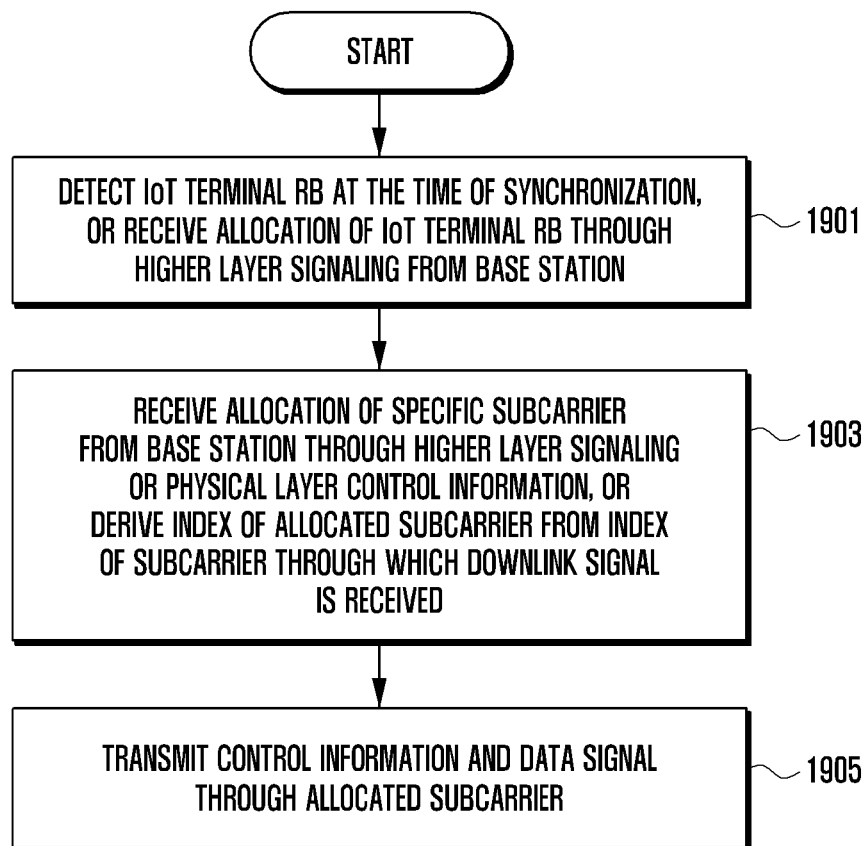 START
DETECT IoT TERMINAL RB AT THE TIME OF SYNCHRONIZATION,
OR RECEIVE ALLOCATION OF IoT TERMINAL RB THROUGH
HIGHER LAYER SIGNALING FROM BASE STATION
1901
RECEIVE ALLOCATION OF SPECIFIC SUBCARRIER
FROM BASE STATION THROUGH HIGHER LAYER SIGNALING
OR PHYSICAL LAYER CONTROL INFORMATION, OR
DERIVE INDEX OF ALLOCATED SUBCARRIER FROM INDEX
OF SUBCARRIER THROUGH WHICH DOWNLINK SIGNAL
IS RECEIVED
1903
TRANSMIT CONTROL INFORMATION AND DATA SIGNAL
THROUGH ALLOCATED SUBCARRIER
1905